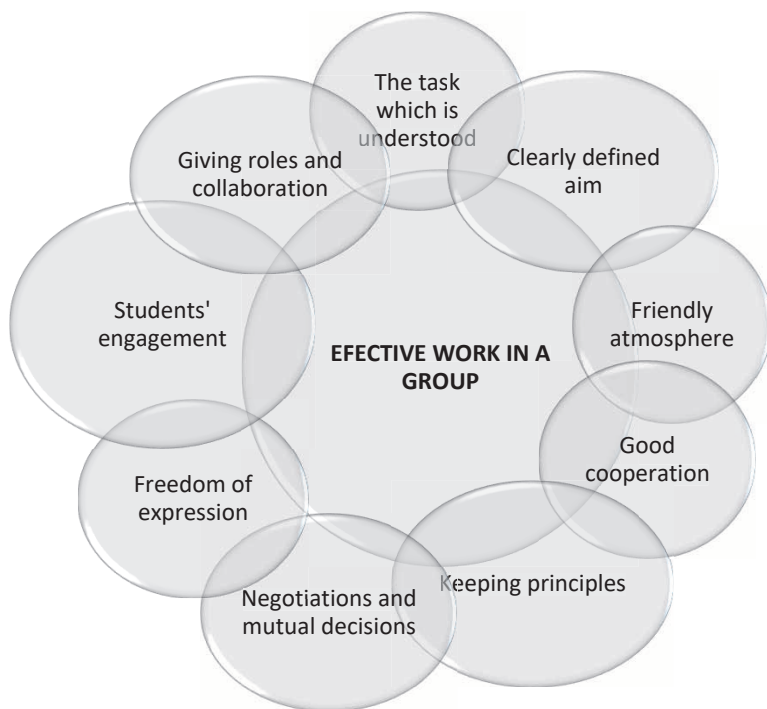 The task
which is
understood
Clearly defined
aim
Friendly
atmosphere
Good
cooperation
Keeping principles
Negotiations and
mutual decisions
Freedom of
expression
Students'
engagement
Giving roles and
collaboration
EFECTIVE WORK IN A
GROUP